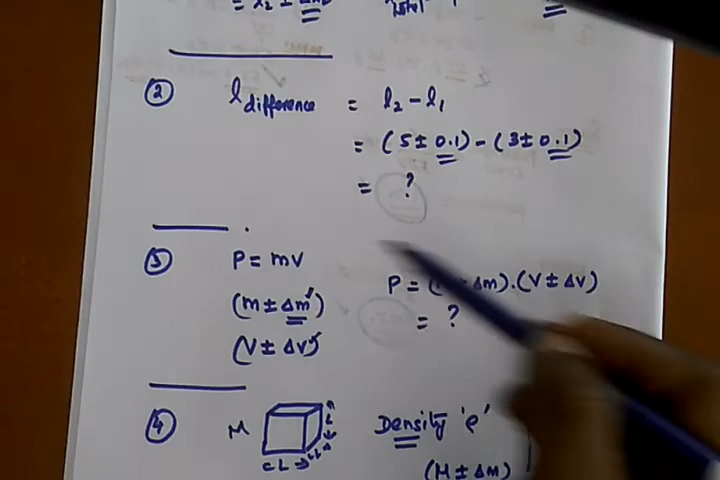 ② l difference = l₂ - l₁
= (5 ± 0.1) - (3 ± 0.1)
= ?
③ P = mv
P = ( Δm).(V ± ΔV)
(m ± Δm)
= ?
(V ± ΔV)
④ M L L L Density 'ρ'
(M ± ΔM)